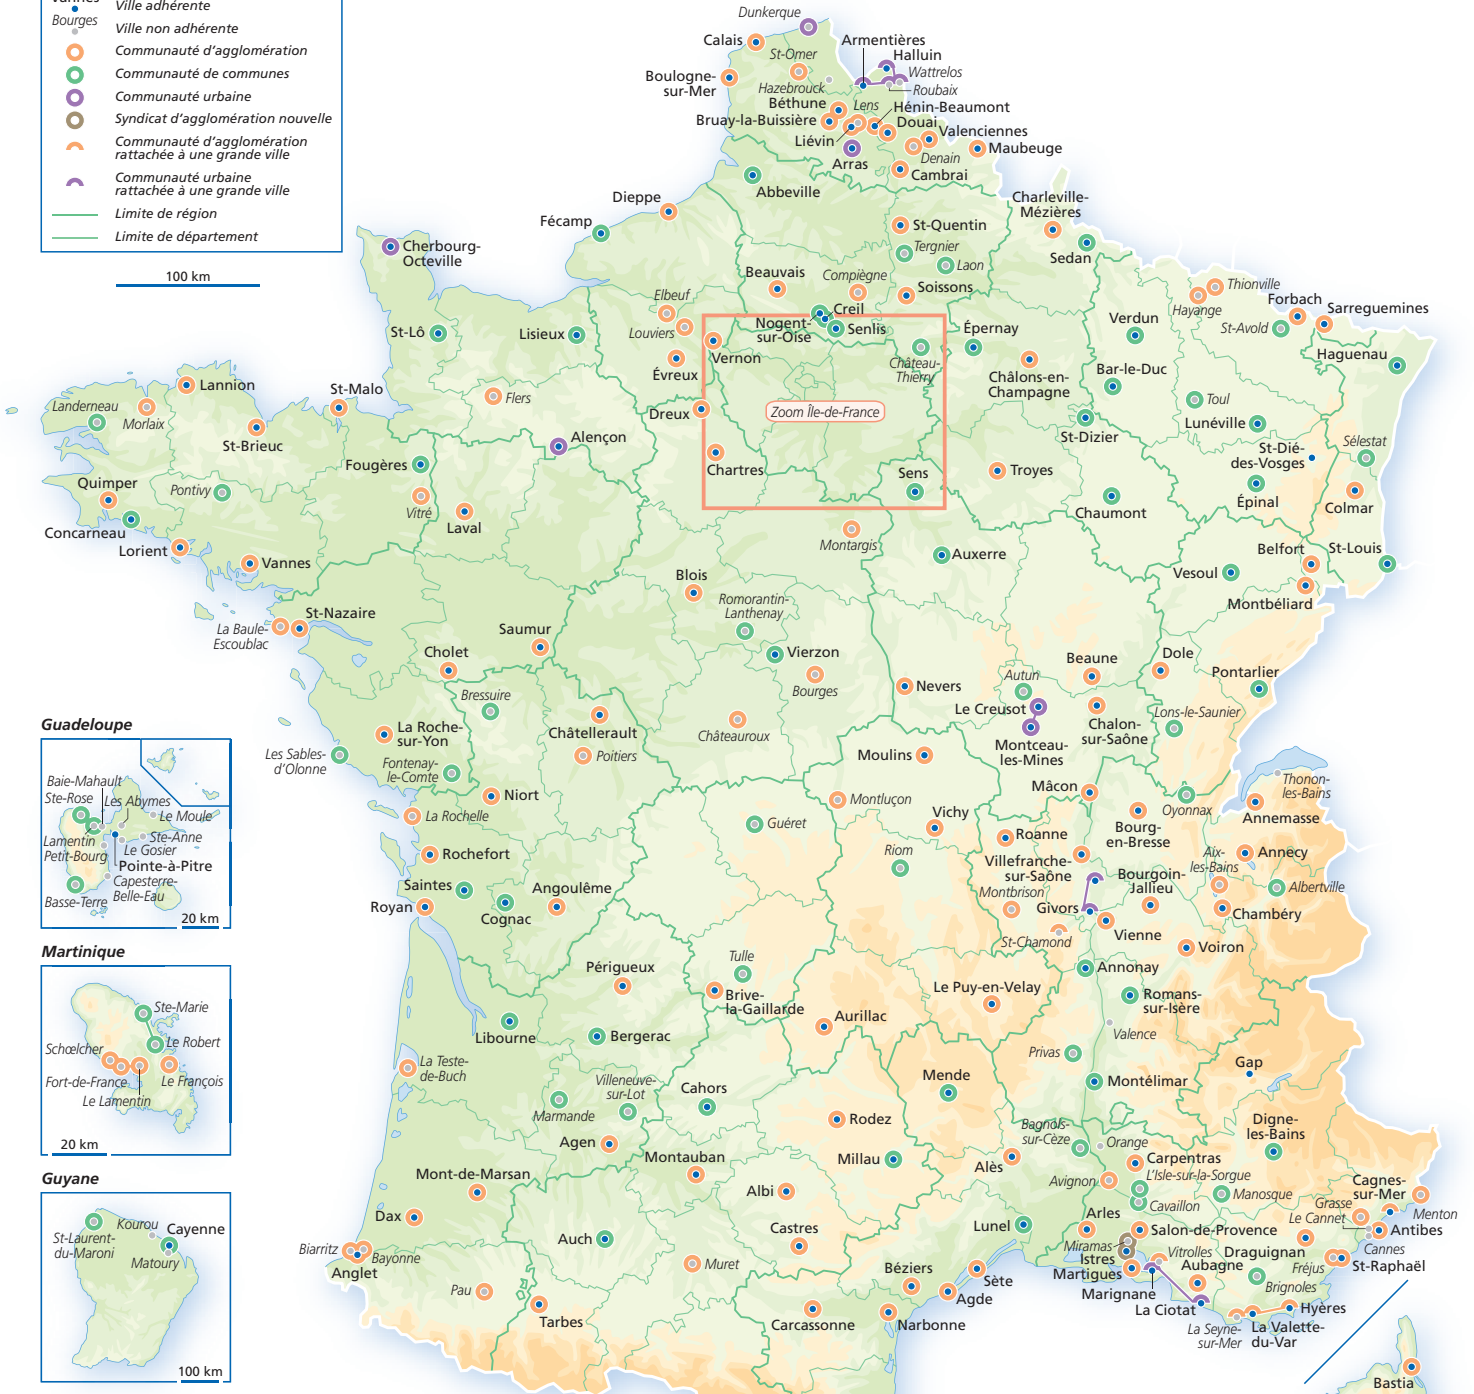 Ville adhérente
Bourges
Ville non adhérente
Communauté d’agglomération
Communauté de communes
Communauté urbaine
Syndicat d’agglomération nouvelle
Communauté d’agglomération
rattachée à une grande ville
Communauté urbaine
rattachée à une grande ville
Limite de région
Limite de département
100 km
Dunkerque
Calais
St-Omer
Armentières
Halluin
Wattrelos
Roubaix
Boulogne-
sur-Mer
Hazebrouck
Béthune
Lens
Hénin-Beaumont
Bruay-la-Buissière
Douai
Liévin
Valenciennes
Denain
Maubeuge
Arras
Cambrai
Abbeville
Dieppe
Charleville-
Mézières
Fécamp
St-Quentin
Cherbourg-
Octeville
Tergnier
Laon
Sedan
Beauvais
Compiègne
Soissons
Thionville
Hayange
Forbach
Sarreguemines
Elbeuf
Louviers
Creil
Nogent-
sur-Oise
Senlis
Épernay
Verdun
St-Avold
St-Lô
Lisieux
Vernon
Château-
Thierry
Haguenau
Évreux
Châlons-en-
Champagne
Bar-le-Duc
Lannion
St-Malo
Flers
Dreux
Zoom Île-de-France
Toul
Landerneau
Morlaix
St-Brieuc
Alençon
St-Dizier
Lunéville
St-Dié-
des-Vosges
Sélestat
Fougères
Chartres
Sens
Troyes
Quimper
Pontivy
Vitré
Laval
Chaumont
Épinal
Colmar
Concarneau
Lorient
Montargis
Auxerre
Belfort
St-Louis
Vannes
Blois
Vesoul
Montbéliard
Romorantin-
Lanthenay
St-Nazaire
La Baule-
Escoublac
Saumur
Vierzon
Cholet
Beaune
Dole
Bressuire
Bourges
Nevers
Autun
Pontarlier
Le Creusot
Chalon-
sur-Saône
Lons-le-Saunier
Guadeloupe
La Roche-
sur-Yon
Châtellerault
Châteauroux
Montceau-
les-Mines
Les Sables-
d’Olonne
Fontenay-
le-Comte
Poitiers
Moulins
Mâcon
Thonon-
les-Bains
Baie-Mahault
Ste-Rose
Les Abymes
Le Moule
Niort
La Rochelle
Montluçon
Vichy
Guéret
Oyonnax
Annemasse
Lamentin
Petit-Bourg
Ste-Anne
Le Gosier
Pointe-à-Pitre
Roanne
Bourg-
en-Bresse
Rochefort
Riom
Villefranche-
sur-Saône
Aix-
les-Bains
Annecy
Capesterre-
Belle-Eau
Basse-Terre
20 km
Saintes
Royan
Cognac
Angoulême
Montbrison
Bourgoin-
Jallieu
Albertville
Givors
Chambéry
St-Chamond
Vienne
Voiron
Martinique
Périgueux
Tulle
Annonay
Brive-
la-Gaillarde
Le Puy-en-Velay
Romans-
sur-Isère
Ste-Marie
Schœlcher
Le Robert
Fort-de-France
Le François
Le Lamentin
20 km
Libourne
Bergerac
Aurillac
Valence
Privas
Gap
La Teste-
de-Buch
Villeneuve-
sur-Lot
Marmande
Cahors
Mende
Montélimar
Rodez
Bagnols-
sur-Cèze
Orange
Digne-
les-Bains
Agen
Montauban
Millau
Alès
Carpentras
L’Isle-sur-la-Sorgue
Avignon
Cavaillon
Manosque
Guyane
Mont-de-Marsan
Albi
Cagnes-
sur-Mer
Grasse
Menton
Le Cannet
Antibes
Cannes
Kourou
Cayenne
St-Laurent-
du-Maroni
Matoury
100 km
Dax
Auch
Castres
Lunel
Arles
Salon-de-Provence
Miramas
Istres
Martigues
Vitrolles
Aubagne
Draguignan
Fréjus
St-Raphaël
Biarritz
Bayonne
Anglet
Muret
Béziers
Sète
Agde
Marignane
La Ciotat
Brignoles
Pau
Tarbes
Carcassonne
Narbonne
La Seyne-
sur-Mer
La Valette-
du-Var
Hyères
Bastia